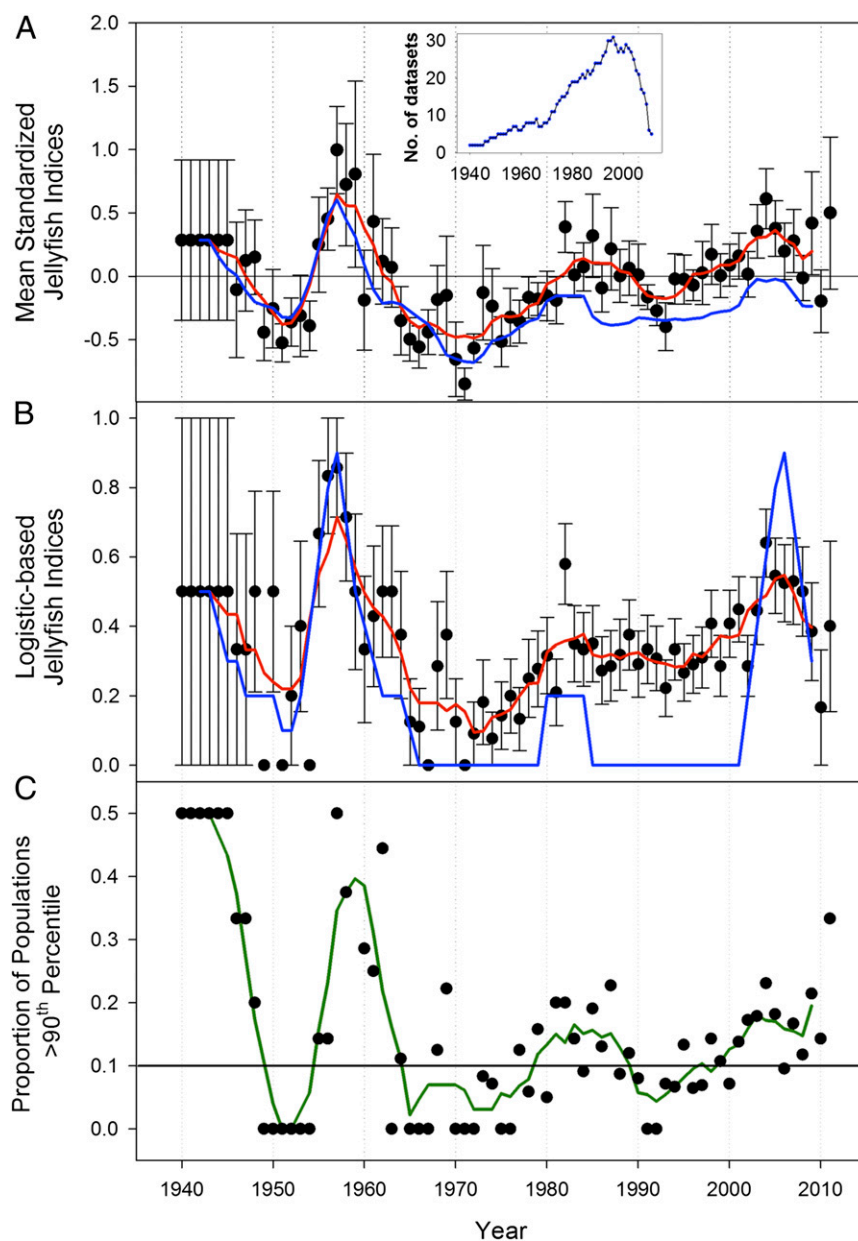 A
Mean Standardized
Jellyfish Indices
2.0
1.5
1.0
0.5
0.0
-0.5
No. of datasets
30
20
10
0
1940 1960 1980 2000
B
Logistic-based
Jellyfish Indices
1.0
0.8
0.6
0.4
0.2
0.0
C
Proportion of Populations
>90th Percentile
0.5
0.4
0.3
0.2
0.1
0.0
1940 1950 1960 1970 1980 1990 2000 2010
Year